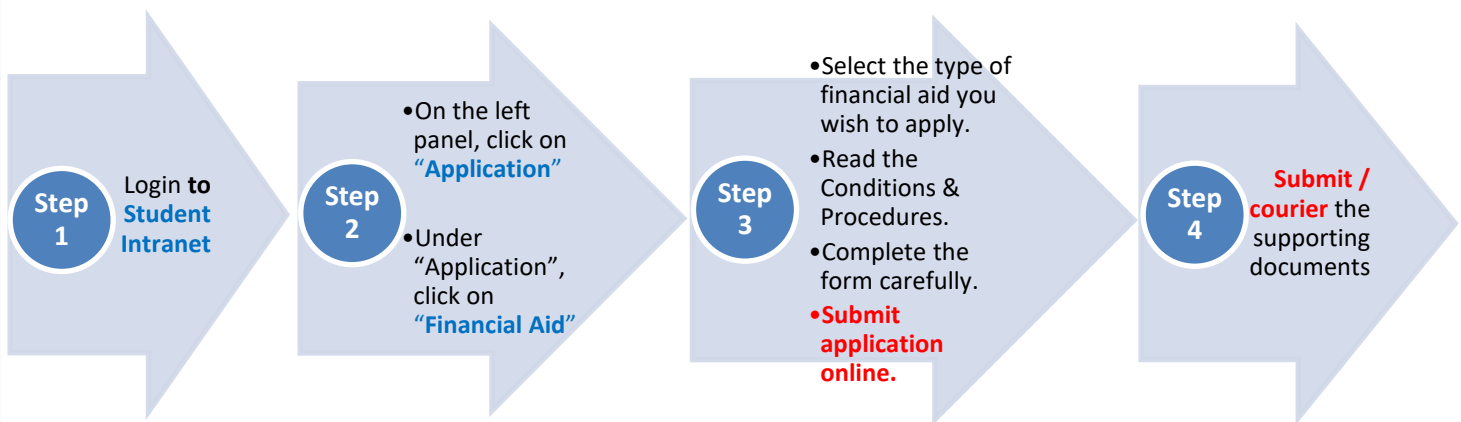 Step
1
Login to
Student
Intranet
Step
2
•On the left
panel, click on
“Application”
•Under
“Application”,
click on
“Financial Aid”
Step
3
•Select the type of
financial aid you
wish to apply.
•Read the
Conditions &
Procedures.
•Complete the
form carefully.
•Submit
application
online.
Step
4
Submit /
courier the
supporting
documents